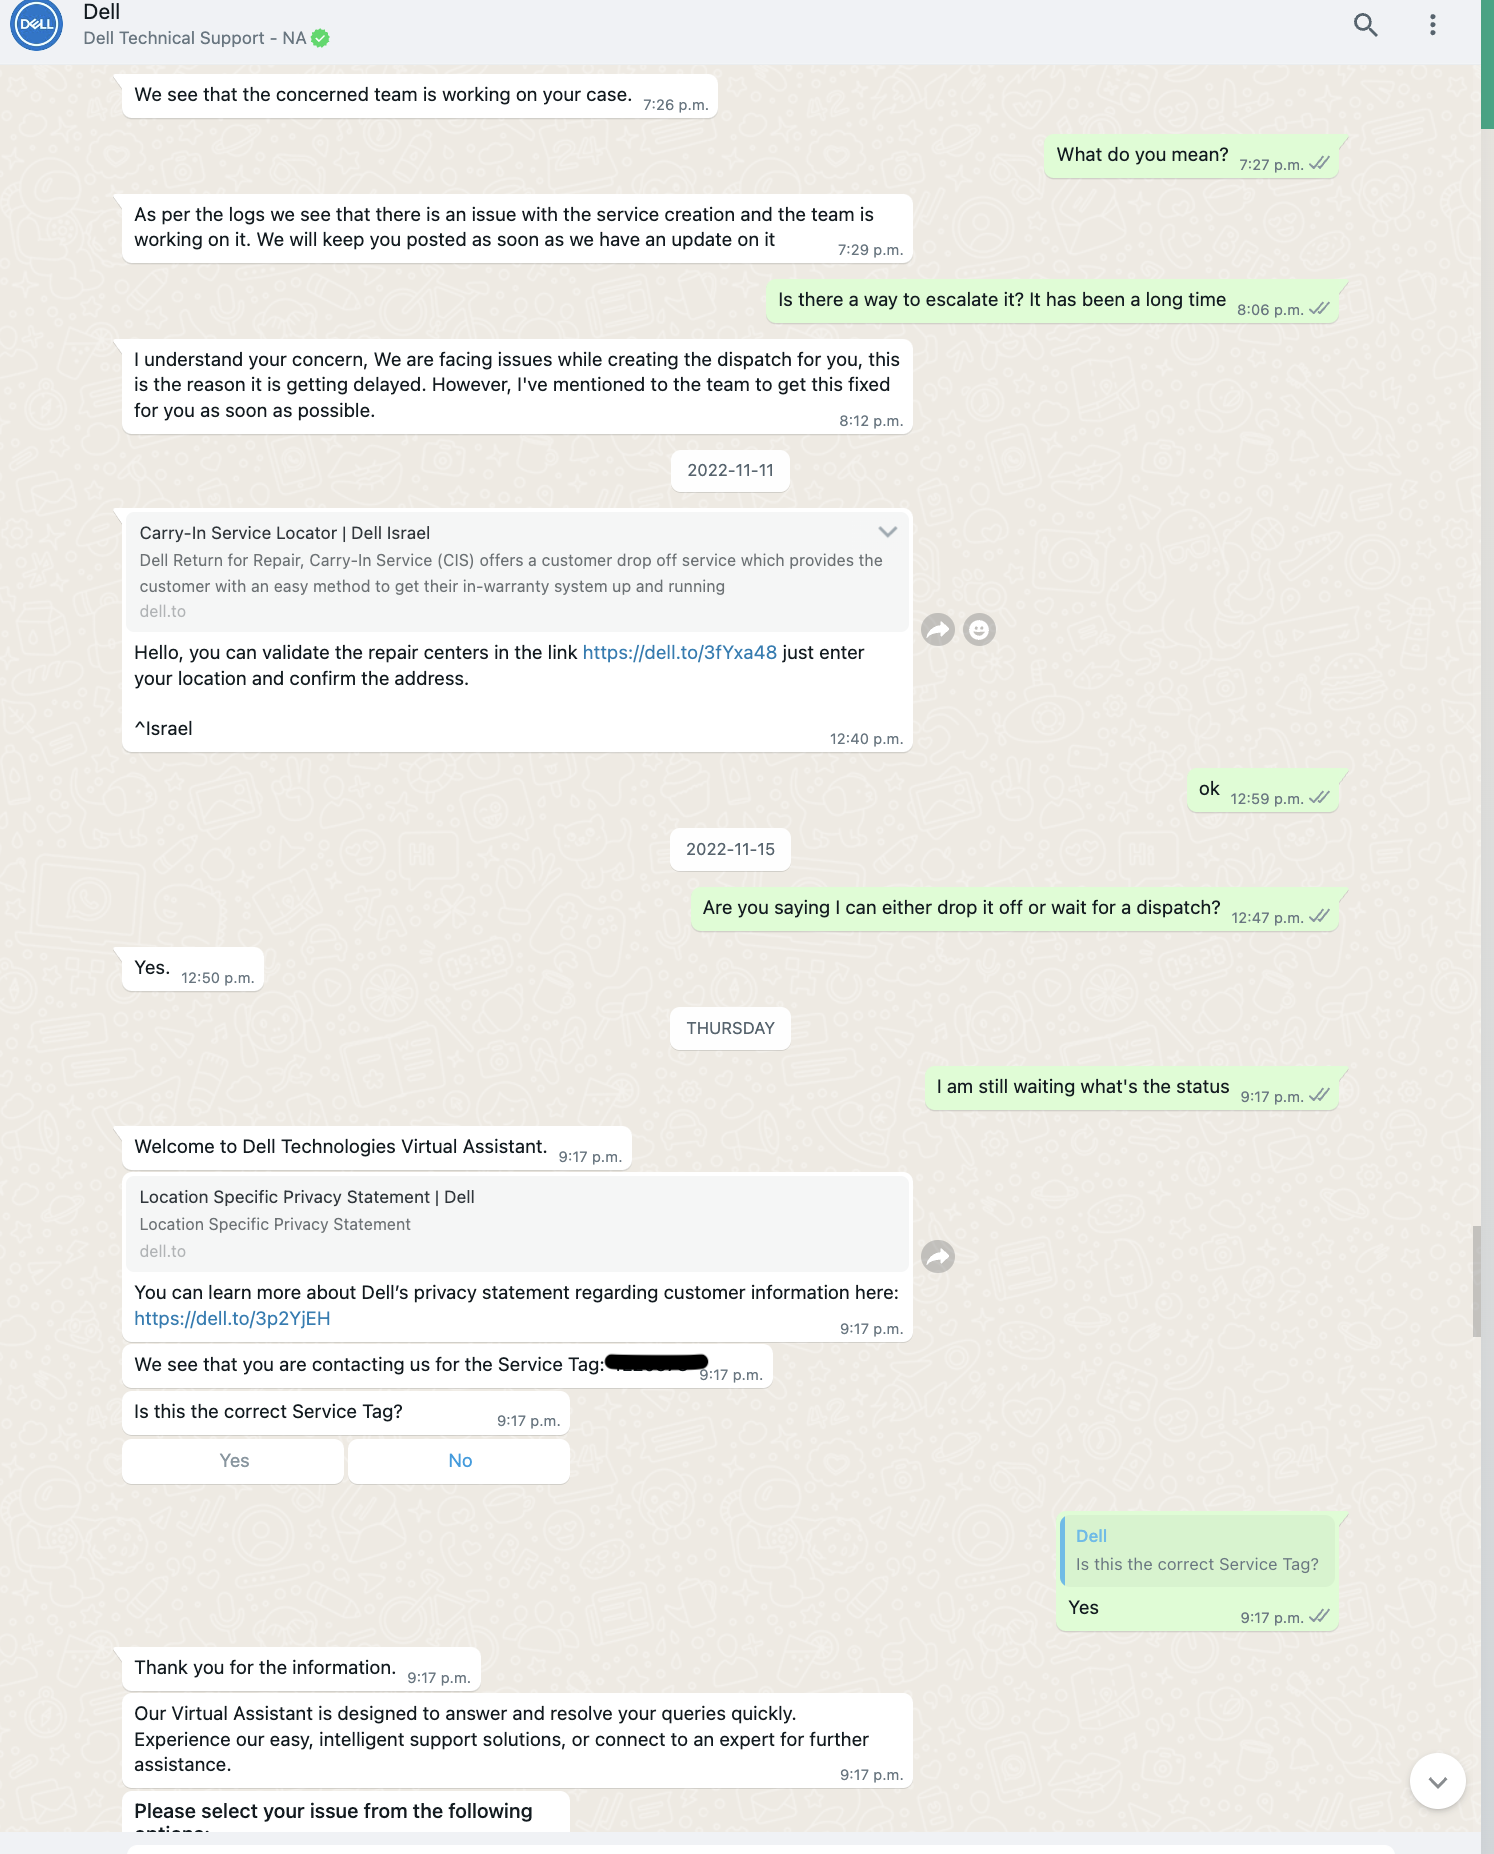 DELL
Dell
Dell Technical Support - NA
We see that the concerned team is working on your case.
7:26 p.m.
What do you mean?
7:27 p.m.
As per the logs we see that there is an issue with the service creation and the team is
working on it. We will keep you posted as soon as we have an update on it
7:29 p.m.
Is there a way to escalate it? It has been a long time
8:06 p.m.
I understand your concern, We are facing issues while creating the dispatch for you, this
is the reason it is getting delayed. However, I've mentioned to the team to get this fixed
for you as soon as possible.
8:12 p.m.
2022-11-11
Carry-In Service Locator | Dell Israel
Dell Return for Repair, Carry-In Service (CIS) offers a customer drop off service which provides the
customer with an easy method to get their in-warranty system up and running
dell.to
Hello, you can validate the repair centers in the link https://dell.to/3fYxa48 just enter
your location and confirm the address.
^Israel
12:40 p.m.
ok
12:59 p.m.
2022-11-15
Are you saying I can either drop it off or wait for a dispatch?
12:47 p.m.
Yes.
12:50 p.m.
THURSDAY
I am still waiting what's the status
9:17 p.m.
Welcome to Dell Technologies Virtual Assistant.
9:17 p.m.
Location Specific Privacy Statement | Dell
Location Specific Privacy Statement
dell.to
You can learn more about Dell’s privacy statement regarding customer information here:
https://dell.to/3p2YjEH
9:17 p.m.
We see that you are contacting us for the Service Tag:
9:17 p.m.
Is this the correct Service Tag?
9:17 p.m.
Yes
No
Dell
Is this the correct Service Tag?
Yes
9:17 p.m.
Thank you for the information.
9:17 p.m.
Our Virtual Assistant is designed to answer and resolve your queries quickly.
Experience our easy, intelligent support solutions, or connect to an expert for further
assistance.
9:17 p.m.
Please select your issue from the following